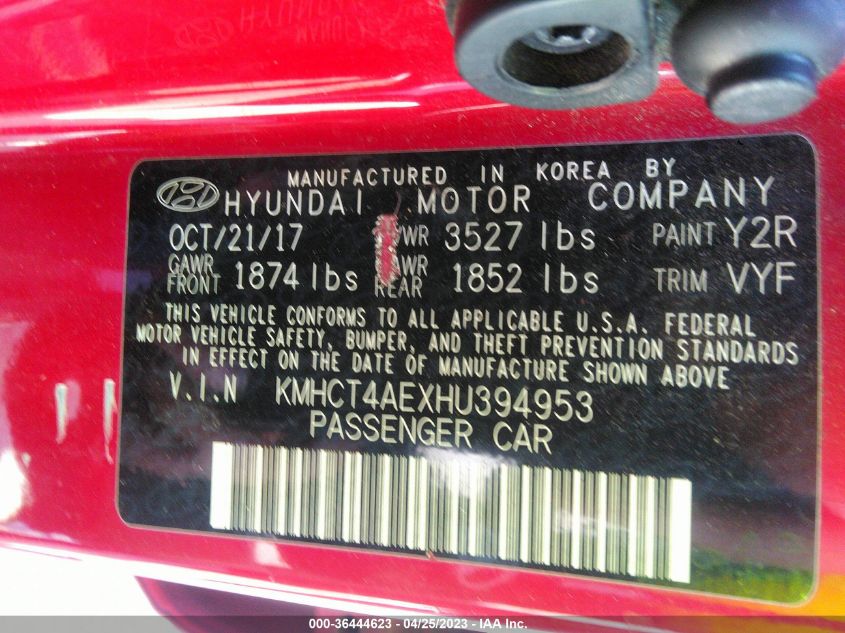 MANUFACTURED IN KOREA BY
HYUNDAI MOTOR COMPANY
OCT/21/17 WR 3527 lbs PAINT Y2R
GAWR FRONT 1874 lbs WR REAR 1852 lbs TRIM VYF
THIS VEHICLE CONFORMS TO ALL APPLICABLE U.S.A. FEDERAL
MOTOR VEHICLE SAFETY, BUMPER, AND THEFT PREVENTION STANDARDS
IN EFFECT ON THE DATE OF MANUFACTURE SHOWN ABOVE
V.I.N KMHCT4AEXHU394953
PASSENGER CAR
000-36444623 - 04/25/2023 - IAA Inc.